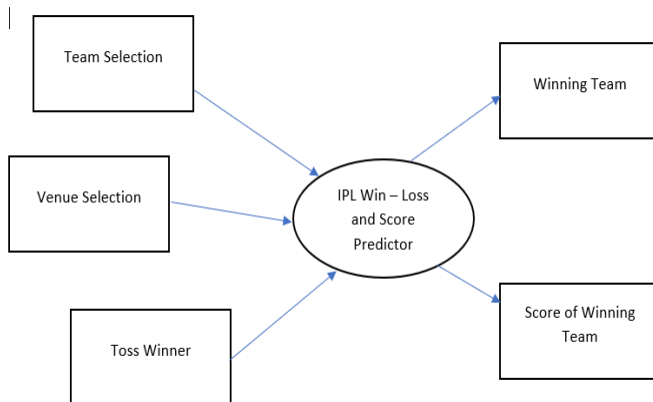 Team Selection
Venue Selection
Toss Winner
IPL Win – Loss
and Score
Predictor
Winning Team
Score of Winning
Team